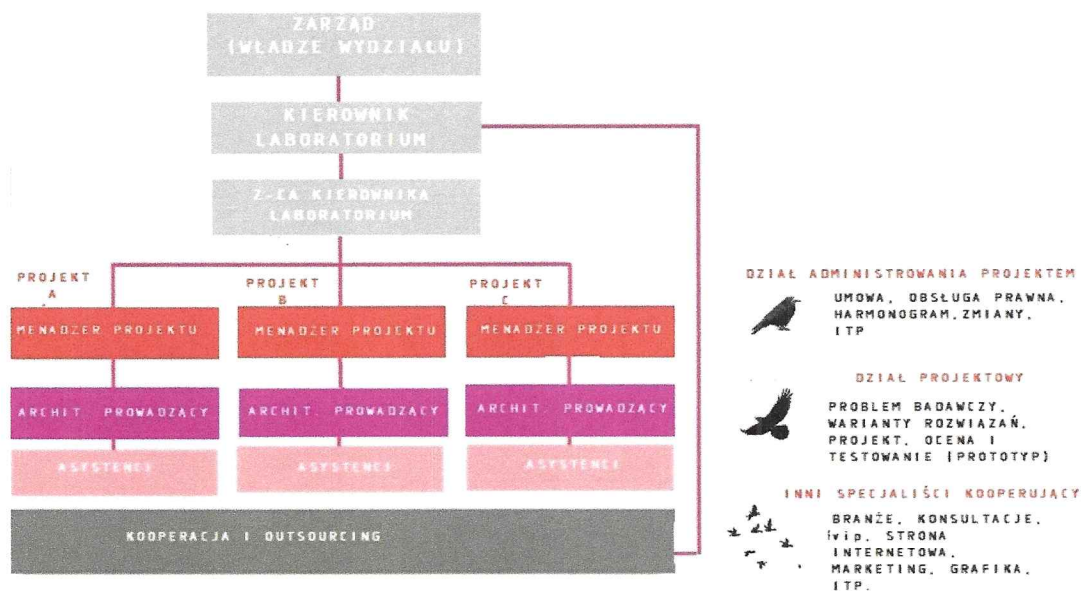 ZARZĄD
(WŁADZE WYDZIAŁU)
KIEROWNIK
LABORATORIUM
Z-CA KIEROWNIKA
LABORATORIUM
PROJEKT
A
PROJEKT
B
PROJEKT
C
MENADŻER PROJEKTU
MENADŻER PROJEKTU
MENADŻER PROJEKTU
ARCHIT. PROWADZĄCY
ARCHIT. PROWADZĄCY
ARCHIT. PROWADZĄCY
ASYSTENCI
ASYSTENCI
ASYSTENCI
KOOPERACJA I OUTSOURCING
DZIAŁ ADMINISTROWANIA PROJEKTEM
UMOWA, OBSŁUGA PRAWNA,
HARMONOGRAM, ZMIANY,
ITP
DZIAŁ PROJEKTOWY
PROBLEM BADAWCZY,
WARIANTY ROZWIĄZAŃ,
PROJEKT, OCENA I
TESTOWANIE (PROTOTYP)
INNI SPECJALIŚCI KOOPERUJĄCY
BRANŻE, KONSULTACJE,
ivip, STRONA
INTERNETOWA,
MARKETING, GRAFIKA,
ITP.